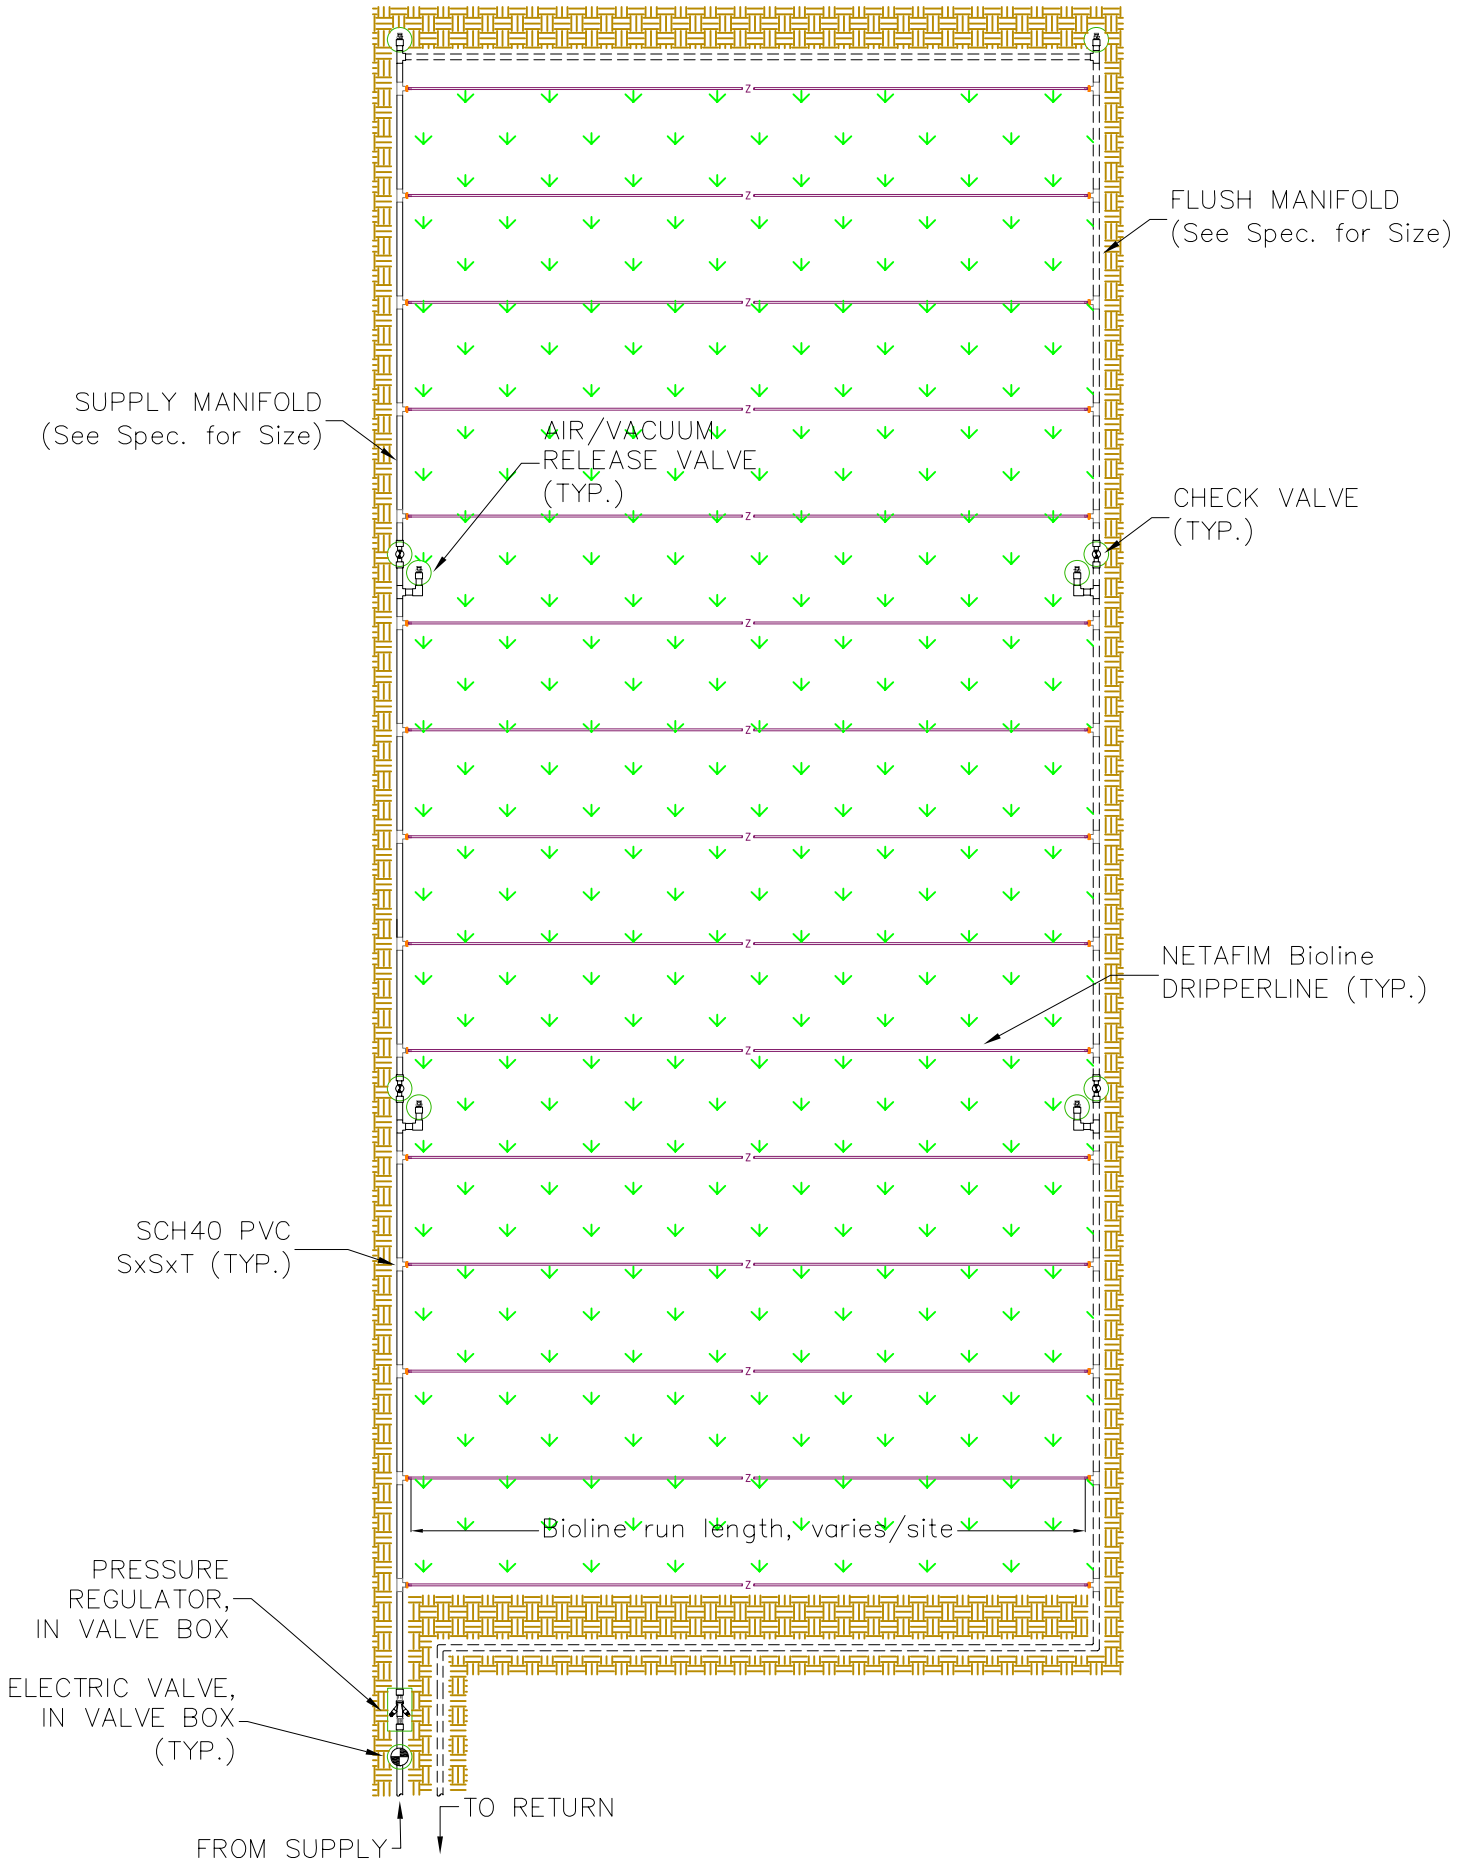 FLUSH MANIFOLD
(See Spec. for Size)
SUPPLY MANIFOLD
(See Spec. for Size)
AIR/VACUUM
RELEASE VALVE
(TYP.)
CHECK VALVE
(TYP.)
NETAFIM Bioline
DRIPPERLINE (TYP.)
SCH40 PVC
SxSxT (TYP.)
Bioline run length, varies/site
PRESSURE
REGULATOR,
IN VALVE BOX
ELECTRIC VALVE,
IN VALVE BOX
(TYP.)
TO RETURN
FROM SUPPLY